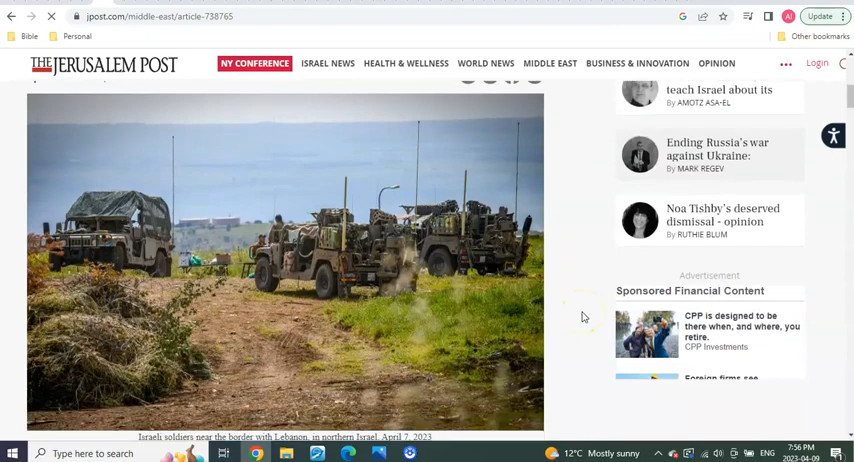 jpost.com/middle-east/article-738765
AI
Update
Bible
Personal
Other bookmarks
THE JERUSALEM POST
NY CONFERENCE
ISRAEL NEWS
HEALTH & WELLNESS
WORLD NEWS
MIDDLE EAST
BUSINESS & INNOVATION
OPINION
Login
teach Israel about its
By AMOTZ ASA-EL
Ending Russia's war
against Ukraine:
By MARK REGEV
Noa Tishby's deserved
dismissal - opinion
By RUTHIE BLUM
Advertisement
Sponsored Financial Content
CPP is designed to be
there when, and where, you
retire.
CPP Investments
Foreign firms see
Israeli soldiers near the border with Lebanon, in northern Israel, April 7, 2023
Type here to search
12°C Mostly sunny
ENG
7:56 PM
2023-04-09